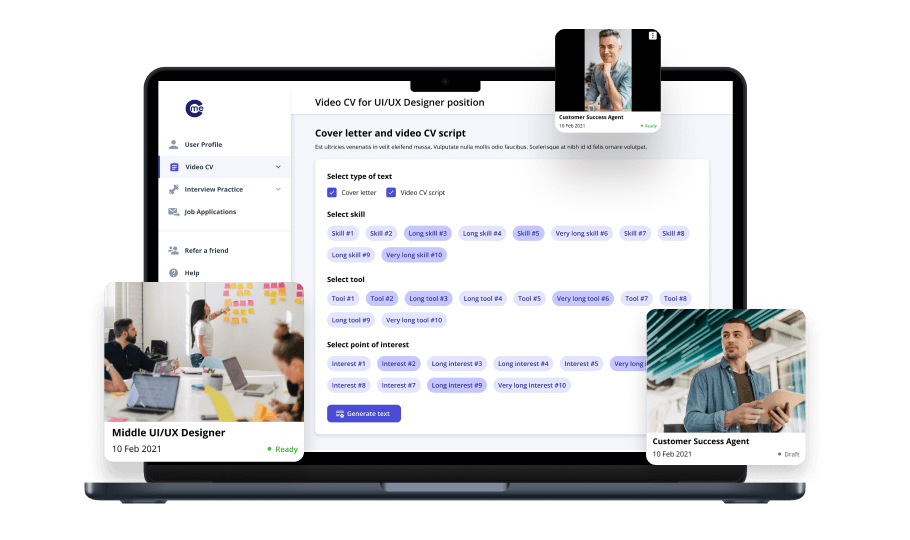 cme
Video CV for UI/UX Designer position
User Profile
Video CV
Interview Practice
Job Applications
Refer a friend
Help
Cover letter and video CV script
Est ultricies venenatis in velit eleifend massa. Vulputate nulla mollis odio faucibus. Scelerisque at nibh id id felis ornare volutpat.
Select type of text
Cover letter Video CV script
Select skill
Skill #1 Skill #2 Long skill #3 Long skill #4 Skill #5 Very long skill #6 Skill #7 Skill #8
Long skill #9 Very long skill #10
Select tool
Tool #1 Tool #2 Long tool #3 Long tool #4 Tool #5 Very long tool #6 Tool #7 Tool #8
Long tool #9 Very long tool #10
Select point of interest
Interest #1 Interest #2 Long interest #3 Long interest #4 Interest #5 Very long
Interest #8 Interest #7 Long interest #9 Very long interest #10
Generate text
Customer Success Agent
10 Feb 2021 Ready
Middle UI/UX Designer
10 Feb 2021 Ready
Customer Success Agent
10 Feb 2021 Draft